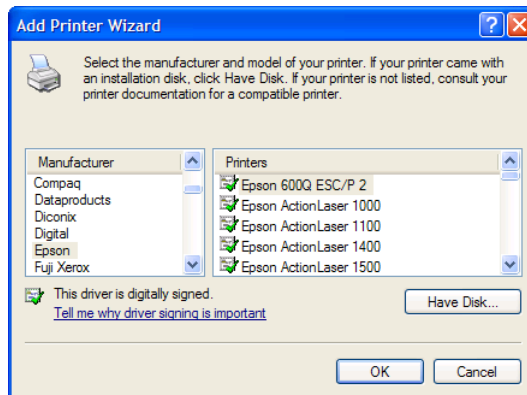 Add Printer Wizard
Select the manufacturer and model of your printer. If your printer came with
an installation disk, click Have Disk. If your printer is not listed, consult your
printer documentation for a compatible printer.
Manufacturer
Compaq
Dataproducts
Diconix
Digital
Epson
Fuji Xerox
Printers
Epson 600Q ESC/P 2
Epson ActionLaser 1000
Epson ActionLaser 1100
Epson ActionLaser 1400
Epson ActionLaser 1500
This driver is digitally signed.
Tell me why driver signing is important
Have Disk...
OK
Cancel